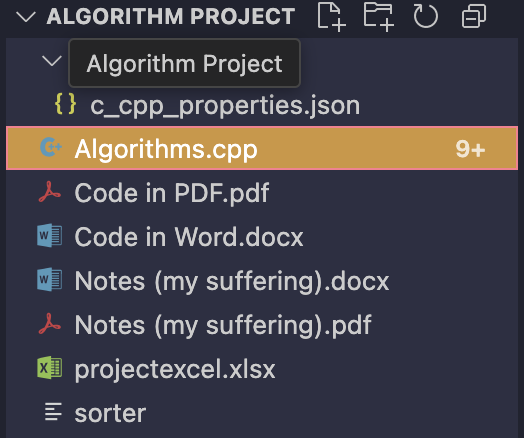 ALGORITHM PROJECT
Algorithm Project
{} c_cpp_properties.json
Algorithms.cpp 9+
Code in PDF.pdf
Code in Word.docx
Notes (my suffering).docx
Notes (my suffering).pdf
projectexcel.xlsx
sorter